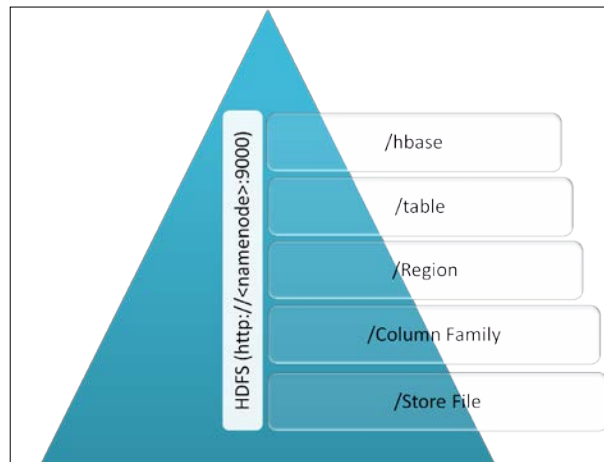 HDFS (http://<namenode>:9000)
/hbase
/table
/Region
/Column Family
/Store File